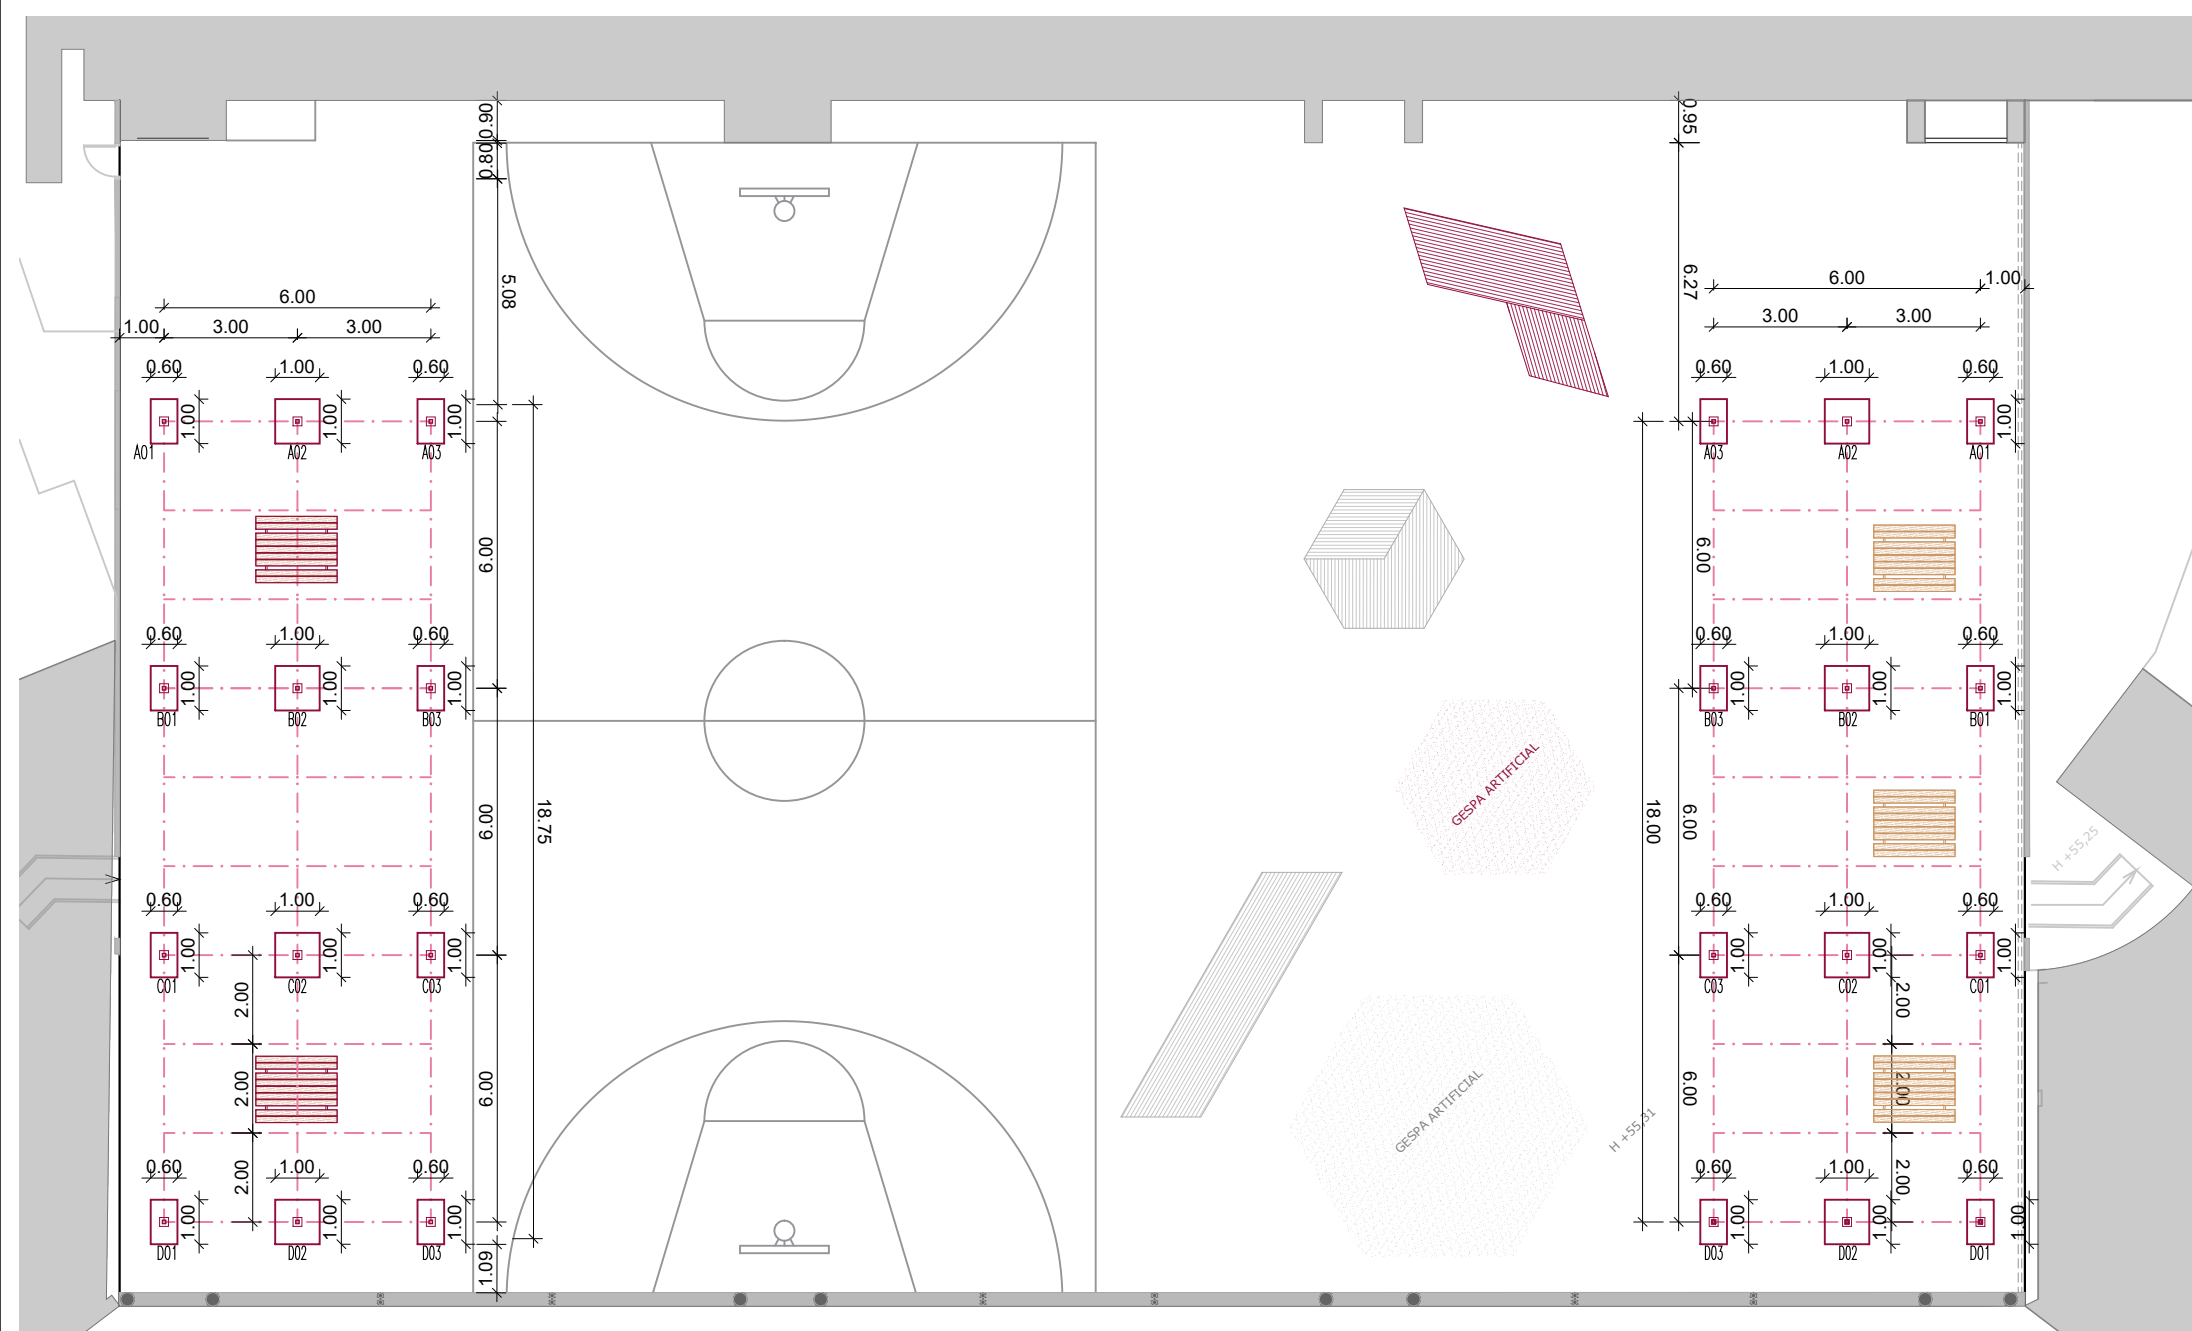 0.90
0.95
0.80
5.08
6.27
6.00
6.00 1.00
1.00 3.00 3.00
3.00 3.00
0.60 1.00 0.60
0.60 1.00 0.60
1.00 1.00 1.00
1.00
A01 A02 A03
A03 A02 A01
6.00
6.00
0.60 1.00 0.60
0.60 1.00 0.60
1.00 1.00 1.00
1.00 1.00 1.00
B01 B02 B03
B03 B02 B01
GESPA ARTIFICIAL
6.00
18.75
18.00
6.00
H +55,25
0.60 1.00 0.60
0.60 1.00 0.60
1.00 1.00 1.00
1.00 1.00 1.00
C01 C02 C03
C03 C02 C01
2.00
2.00
2.00
6.00
GESPA ARTIFICIAL
H +55,31
6.00
2.00
2.00
2.00
0.60 1.00 0.60
0.60 1.00 0.60
1.00 1.00 1.00
1.00 1.00 1.00
D01 D02 D03
D03 D02 D01
1.09